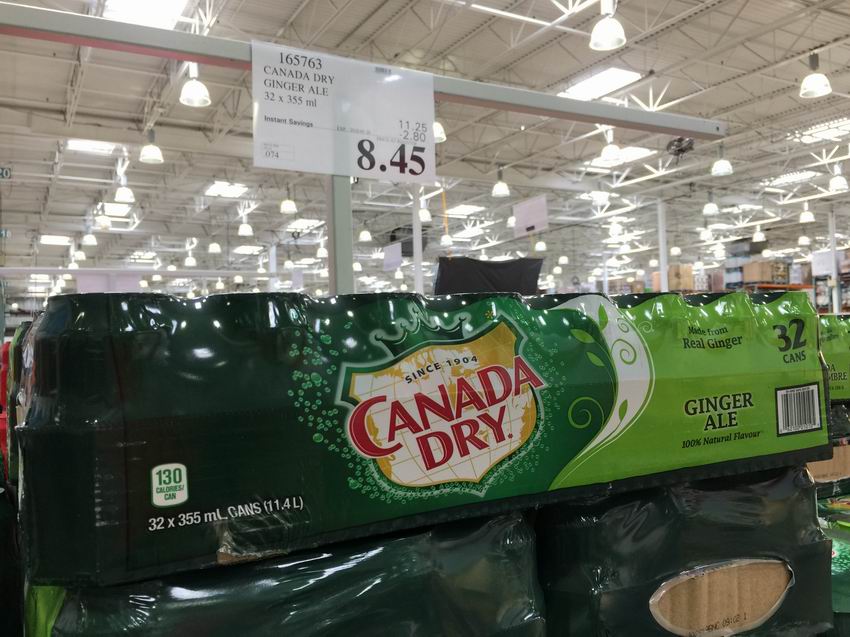 165763
CANADA DRY
GINGER ALE
32 x 355 ml
Instant Savings
11.25
-2.80
8.45
074
SINCE 1904
CANADA
DRY
Made from
Real Ginger
32
CANS
GINGER
ALE
100% Natural Flavour
130
CALORIES/
CAN
32 x 355 mL CANS (11.4 L)